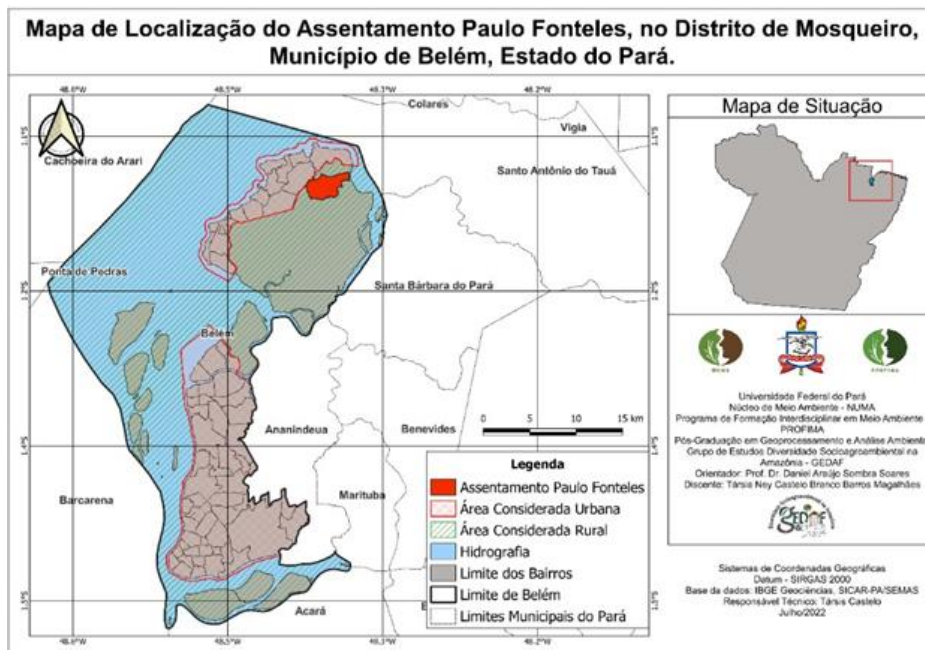 Mapa de Localização do Assentamento Paulo Fonteles, no Distrito de Mosqueiro,
Município de Belém, Estado do Pará.
48.6°W 48.5°W 48.2°W
Colares
Vigia
Cachoeira do Arari
Santo Antônio do Tauá
Ponta de Pedras
Santa Bárbara do Pará
Belém
0 5 10 15 km
Ananindeua
Benevides
Barcarena
Marituba
Acará
Legenda
Assentamento Paulo Fonteles
Área Considerada Urbana
Área Considerada Rural
Hidrografia
Limite dos Bairros
Limite de Belém
Limites Municipais do Pará
Mapa de Situação
Universidade Federal do Pará
Núcleo de Meio Ambiente - NUMA
Programa de Formação Interdisciplinar em Meio Ambiente
PROFIMA
Pós-Graduação em Geoprocessamento e Análise Ambienta
Grupo de Estudos Diversidade Socioagroambiental na
Amazônia - GEDAF
Orientador: Prof. Dr. Daniel Araújo Sombra Soares
Discente: Társis Ney Castelo Branco Barros Magalhães
GEDAF
Sistemas de Coordenadas Geográficas
Datum - SIRGAS 2000
Base da dados: IBGE Geociências, SICAR-PA/SEMAS
Responsável Técnico: Társis Castelo
Julho/2022